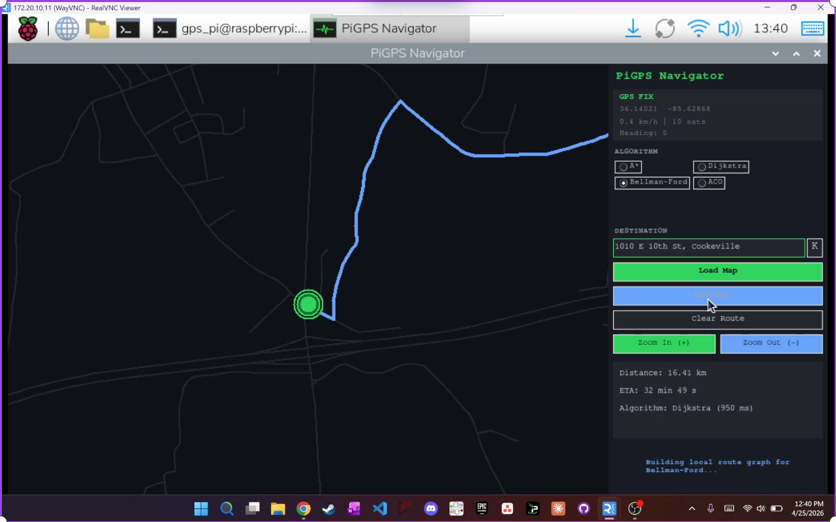 172.20.10.11 (WayVNC) - RealVNC Viewer
gps_pi@raspberrypi:...
PiGPS Navigator
13:40
PiGPS Navigator
PiGPS Navigator
GPS FIX
36.14021 -85.62868
0.4 km/h | 10 sats
Heading: 0
ALGORITHM
A*
Dijkstra
Bellman-Ford
ACO
DESTINATION
1010 E 10th St, Cookeville
K
Load Map
Clear Route
Zoom In (+)
Zoom Out (-)
Distance: 16.41 km
ETA: 32 min 49 s
Algorithm: Dijkstra (950 ms)
Building local route graph for
Bellman-Ford...
12:40 PM
4/25/2026